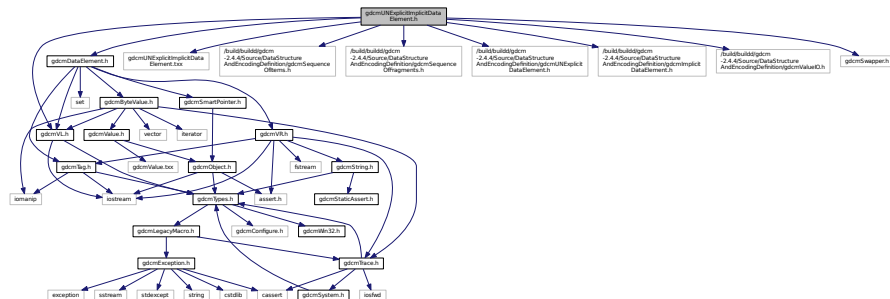 gdcmUNExplicitImplicitData
Element.h
gdcmDataElement.h
gdcmUNExplicitImplicitData
Element.txx
/build/buildd/gdcm
-2.4.4/Source/DataStructure
AndEncodingDefinition/gdcmSequence
OfItems.h
/build/buildd/gdcm
-2.4.4/Source/DataStructure
AndEncodingDefinition/gdcmSequence
OfFragments.h
/build/buildd/gdcm
-2.4.4/Source/DataStructure
AndEncodingDefinition/gdcmUNExplicit
DataElement.h
/build/buildd/gdcm
-2.4.4/Source/DataStructure
AndEncodingDefinition/gdcmImplicit
DataElement.h
/build/buildd/gdcm
-2.4.4/Source/DataStructure
AndEncodingDefinition/gdcmValueIO.h
gdcmSwapper.h
set
gdcmByteValue.h
gdcmSmartPointer.h
gdcmVL.h
gdcmValue.h
vector
iterator
gdcmVR.h
gdcmTag.h
gdcmValue.txx
gdcmObject.h
fstream
gdcmString.h
iomanip
iostream
gdcmTypes.h
assert.h
gdcmStaticAssert.h
gdcmLegacyMacro.h
gdcmConfigure.h
gdcmWin32.h
gdcmException.h
gdcmTrace.h
exception
sstream
stdexcept
string
cstdlib
cassert
gdcmSystem.h
iosfwd